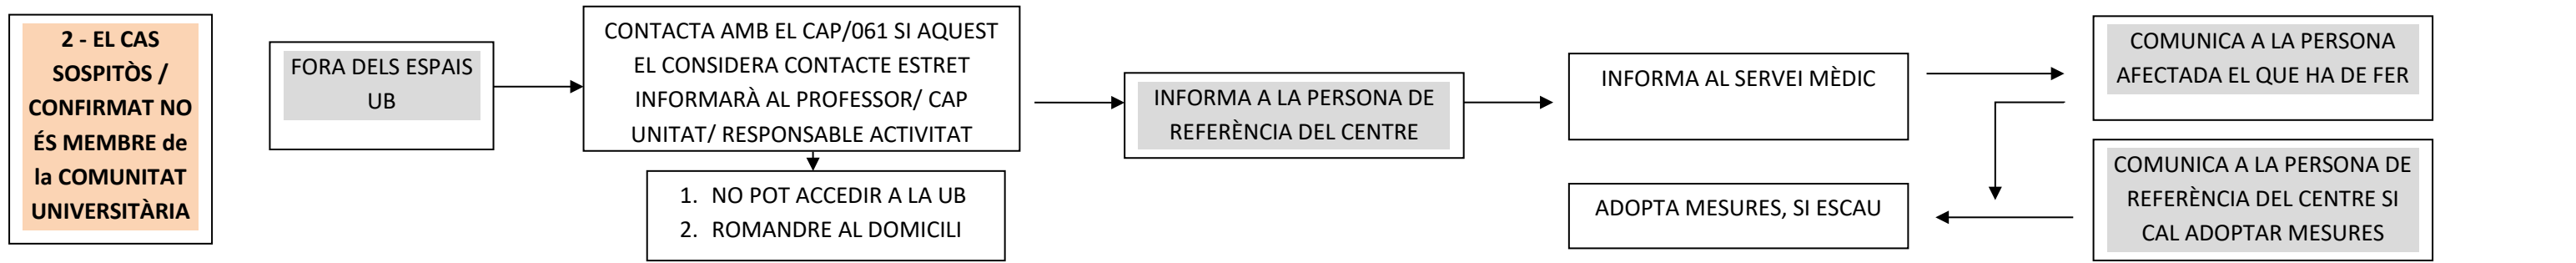 2 - EL CAS
SOSPITÒS /
CONFIRMAT NO
ÉS MEMBRE de
la COMUNITAT
UNIVERSITÀRIA
FORA DELS ESPAIS
UB
CONTACTA AMB EL CAP/061 SI AQUEST
EL CONSIDERA CONTACTE ESTRET
INFORMARÀ AL PROFESSOR/ CAP
UNITAT/ RESPONSABLE ACTIVITAT
1. NO POT ACCEDIR A LA UB
2. ROMANDRE AL DOMICILI
INFORMA A LA PERSONA DE
REFERÈNCIA DEL CENTRE
INFORMA AL SERVEI MÈDIC
COMUNICA A LA PERSONA
AFECTADA EL QUE HA DE FER
COMUNICA A LA PERSONA DE
REFERÈNCIA DEL CENTRE SI
CAL ADOPTAR MESURES
ADOPTA MESURES, SI ESCAU